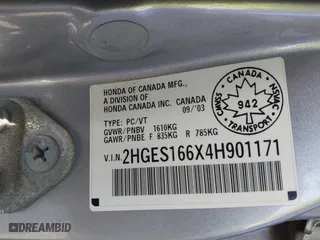 HONDA OF CANADA MFG.,
A DIVISION OF
HONDA CANADA INC. CANADA
09/'03
TYPE: PC/VT
GVWR/PNBV 1610KG
GAWR/PNBE F 835KG R 785KG
V.I.N. 2HGES166X4H901171
CANADA
CMVSS
942
NSVAC
TRANSPORT
DREAMBID